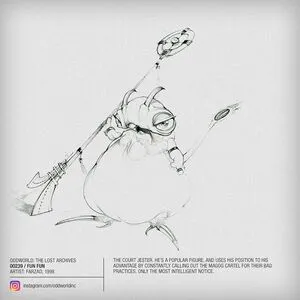 ODDWORLD: THE LOST ARCHIVES
00239 / FUN FUN
ARTIST: FARZAD, 1998
instagram.com/oddworldinc
THE COURT JESTER. HE'S A POPULAR FIGURE, AND USES HIS POSITION TO HIS
ADVANTAGE BY CONSTANTLY CALLING OUT THE MAGOG CARTEL FOR THEIR BAD
PRACTICES. ONLY THE MOST INTELLIGENT NOTICE.